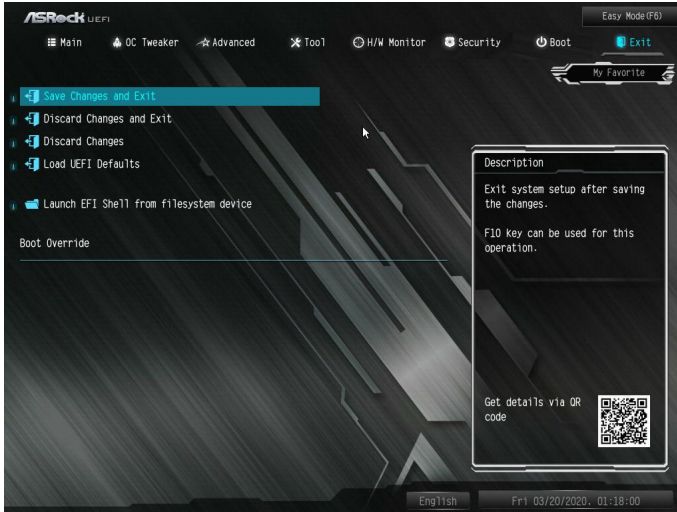 ASRock UEFI
Easy Mode(F6)
Main
OC Tweaker
Advanced
Tool
H/W Monitor
Security
Boot
Exit
My Favorite
Save Changes and Exit
Discard Changes and Exit
Discard Changes
Load UEFI Defaults
Launch EFI Shell from filesystem device
Boot Override
Description
Exit system setup after saving
the changes.
F10 key can be used for this
operation.
Get details via QR
code
English
Fri 03/20/2020. 01:18:00